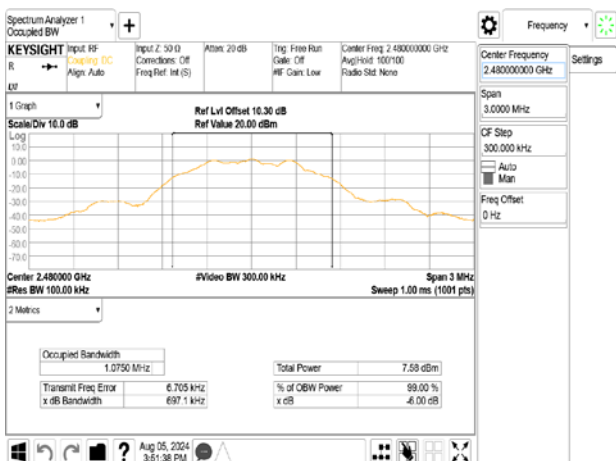 Spectrum Analyzer 1
Occupied BW
Frequency
KEYSIGHT
R
Input: RF
Coupling: DC
Align: Auto
Input Z: 50 Ω
Corrections: Off
Freq Ref: Int (S)
Atten: 20 dB
Trig: Free Run
Gate: Off
#IF Gain: Low
Center Freq: 2.480000000 GHz
Avg|Hold: 100/100
Radio Std: None
Center Frequency
2.480000000 GHz
Settings
Span
3.0000 MHz
CF Step
300.000 kHz
Auto
Man
Freq Offset
0 Hz
1 Graph
Scale/Div 10.0 dB
Ref Lvl Offset 10.30 dB
Ref Value 20.00 dBm
Log
10.0
0.00
-10.0
-20.0
-30.0
-40.0
-50.0
-60.0
-70.0
Center 2.480000 GHz
#Res BW 100.00 kHz
#Video BW 300.00 kHz
Span 3 MHz
Sweep 1.00 ms (1001 pts)
2 Metrics
Occupied Bandwidth
1.0750 MHz
Transmit Freq Error 6.705 kHz
x dB Bandwidth 697.1 kHz
Total Power 7.58 dBm
% of OBW Power 99.00 %
x dB -6.00 dB
?
Aug 05, 2024
3:51:38 PM